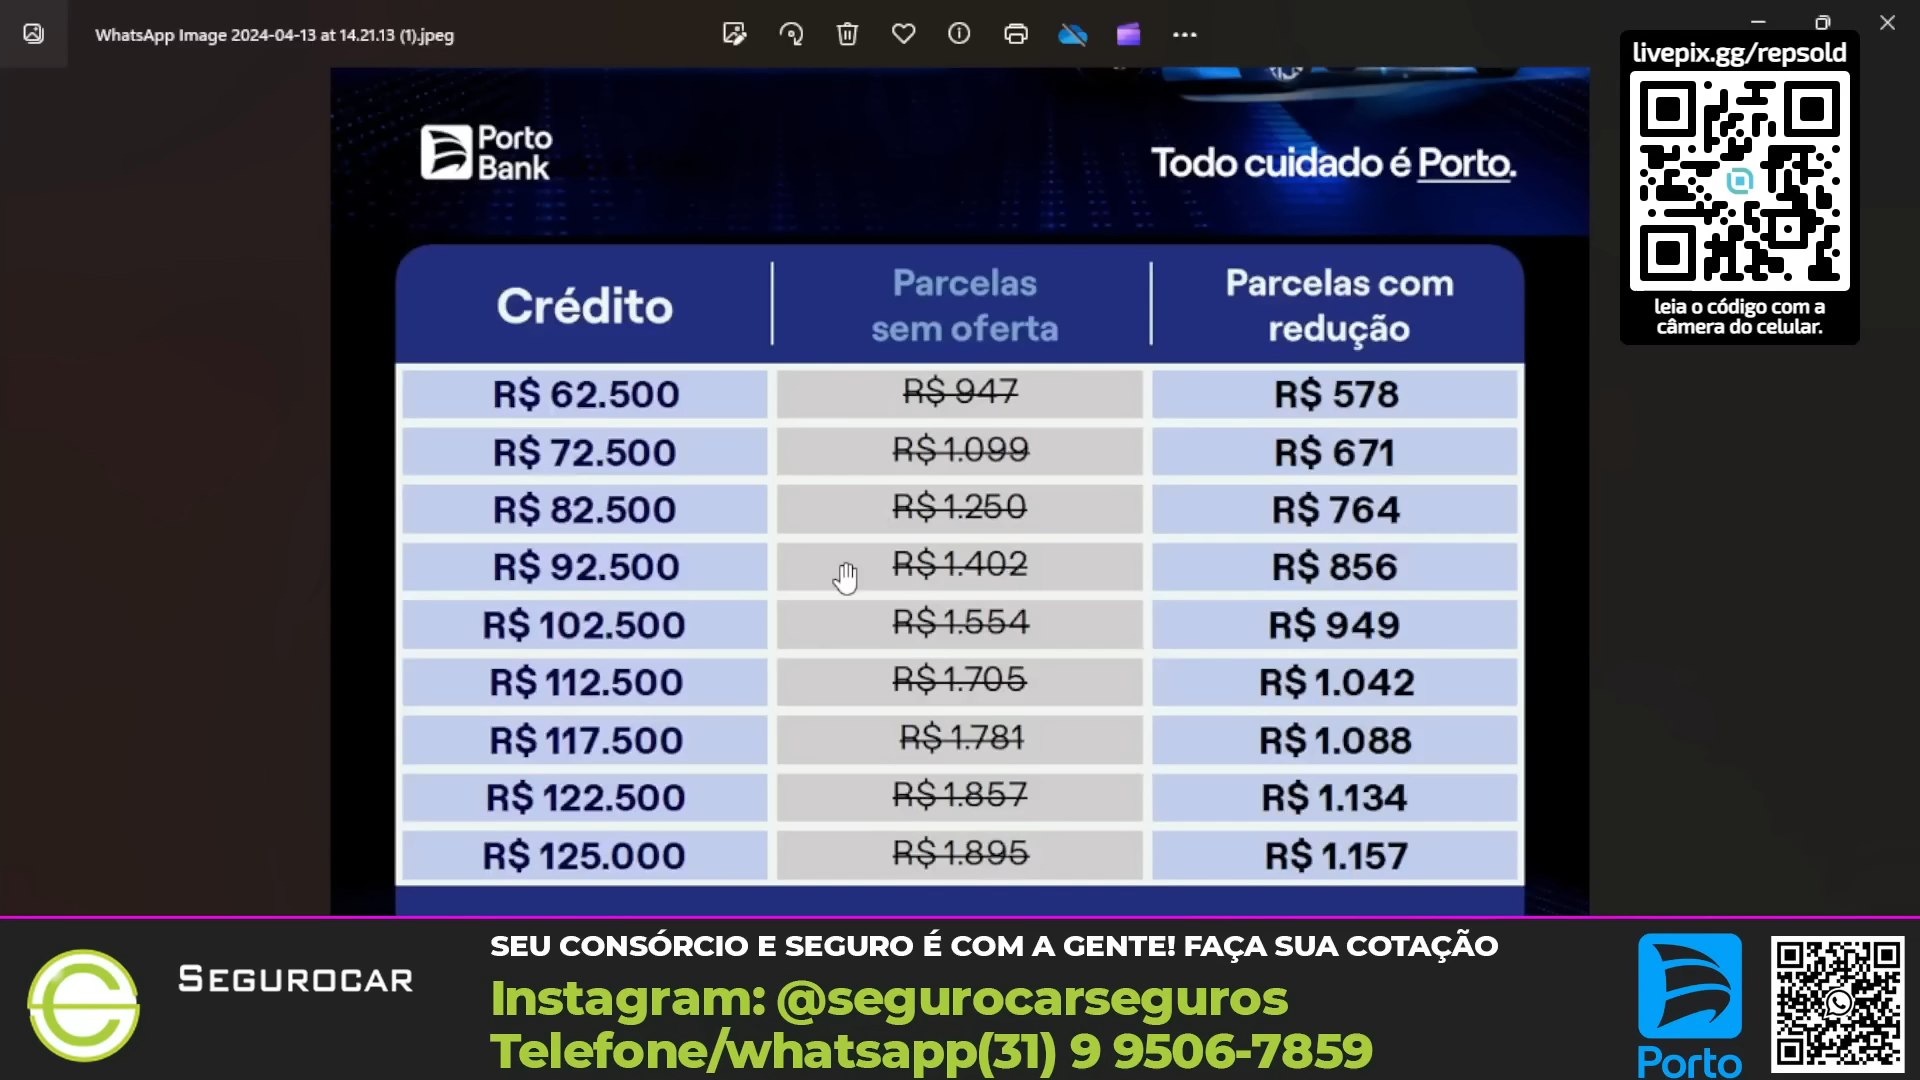 WhatsApp Image 2024-04-13 at 14.21.13 (1).jpeg
livepix.gg/repsold
leia o código com a
câmera do celular.
Porto
Bank
Todo cuidado é Porto.
Crédito
Parcelas
sem oferta
Parcelas com
redução
R$ 62.500 R$ 947 R$ 578
R$ 72.500 R$ 1.099 R$ 671
R$ 82.500 R$ 1.250 R$ 764
R$ 92.500 R$ 1.402 R$ 856
R$ 102.500 R$ 1.554 R$ 949
R$ 112.500 R$ 1.705 R$ 1.042
R$ 117.500 R$ 1.781 R$ 1.088
R$ 122.500 R$ 1.857 R$ 1.134
R$ 125.000 R$ 1.895 R$ 1.157
SEGUROCAR
SEU CONSÓRCIO E SEGURO É COM A GENTE! FAÇA SUA COTAÇÃO
Instagram: @segurocarseguros
Telefone/whatsapp(31) 9 9506-7859
Porto